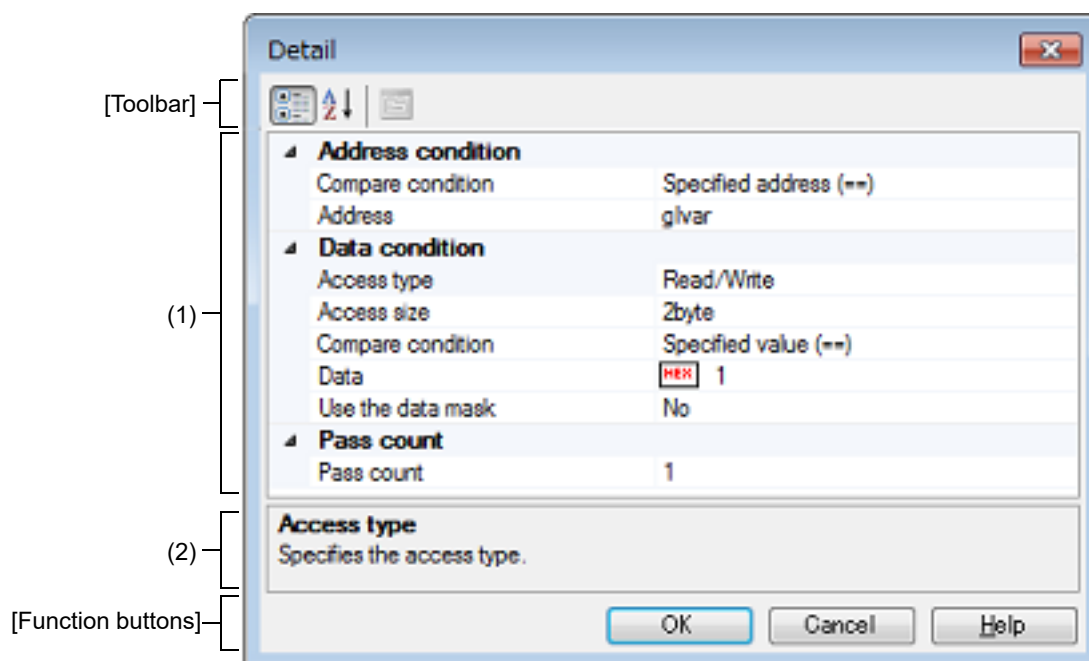 Detail
[Toolbar]
Address condition
Compare condition Specified address (==)
Address glvar
Data condition
Access type Read/Write
(1)
Access size 2byte
Compare condition Specified value (==)
Data HEX 1
Use the data mask No
Pass count
Pass count 1
Access type
(2)
Specifies the access type.
[Function buttons]
OK Cancel Help